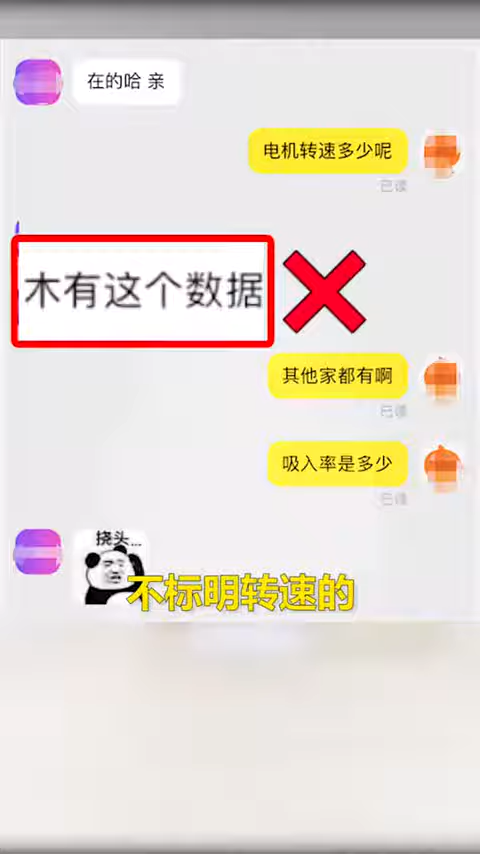 在的哈 亲
电机转速多少呢
已读
木有这个数据
其他家都有啊
已读
吸入率是多少
已读
挠头...
不标明转速的